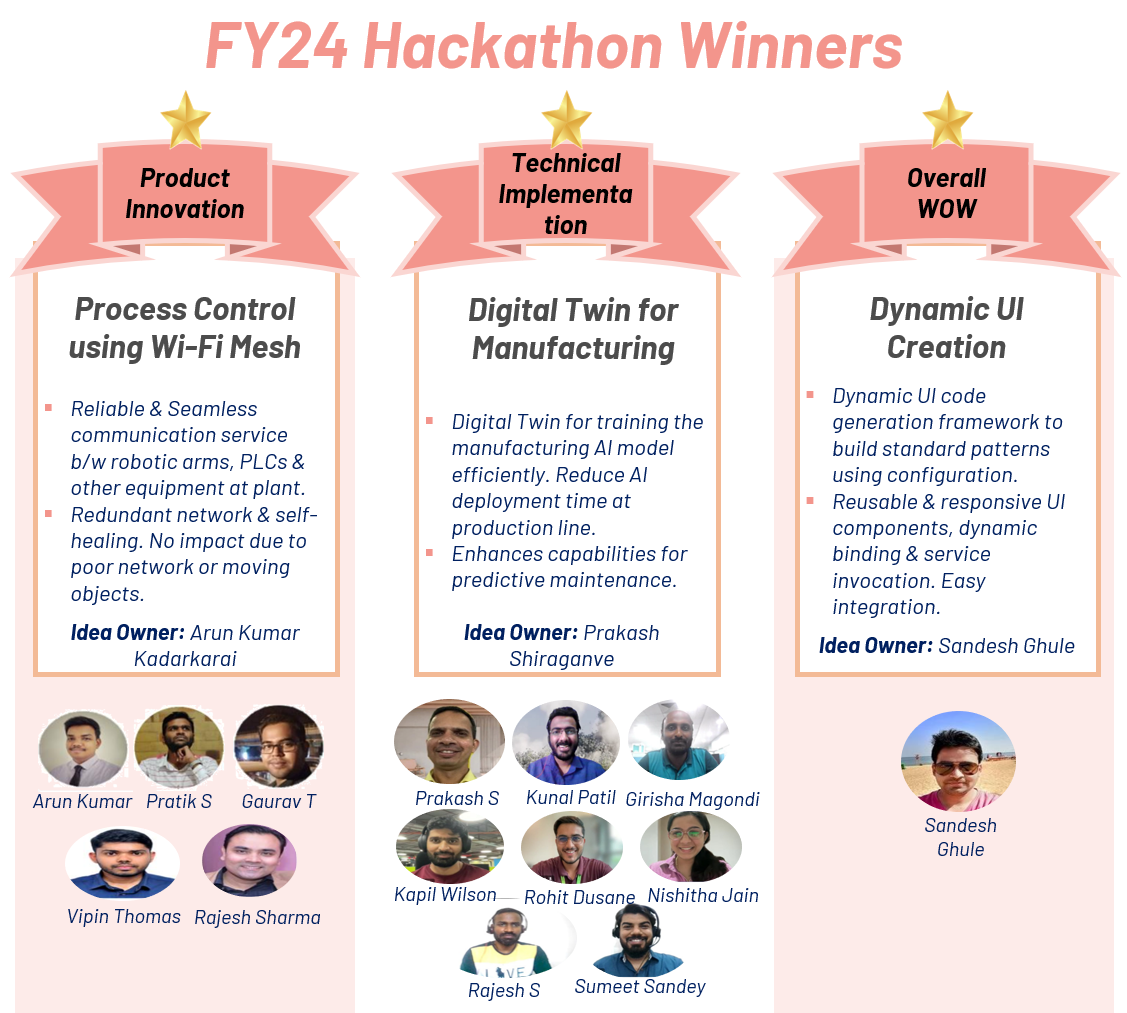 FY24 Hackathon Winners
Product
Innovation
Process Control
using Wi-Fi Mesh
▪ Reliable & Seamless
communication service
b/w robotic arms, PLCs &
other equipment at plant.
▪ Redundant network & self-
healing. No impact due to
poor network or moving
objects.
Idea Owner: Arun Kumar
Kadarkarai
Arun Kumar Pratik S Gaurav T
Vipin Thomas Rajesh Sharma
Technical
Implementa
tion
Digital Twin for
Manufacturing
▪ Digital Twin for training the
manufacturing AI model
efficiently. Reduce AI
deployment time at
production line.
▪ Enhances capabilities for
predictive maintenance.
Idea Owner: Prakash
Shiraganve
Prakash S Kunal Patil Girisha Magondi
Kapil Wilson Rohit Dusane Nishitha Jain
Rajesh S Sumeet Sandey
Overall
WOW
Dynamic UI
Creation
▪ Dynamic UI code
generation framework to
build standard patterns
using configuration.
▪ Reusable & responsive UI
components, dynamic
binding & service
invocation. Easy
integration.
Idea Owner: Sandesh Ghule
Sandesh
Ghule